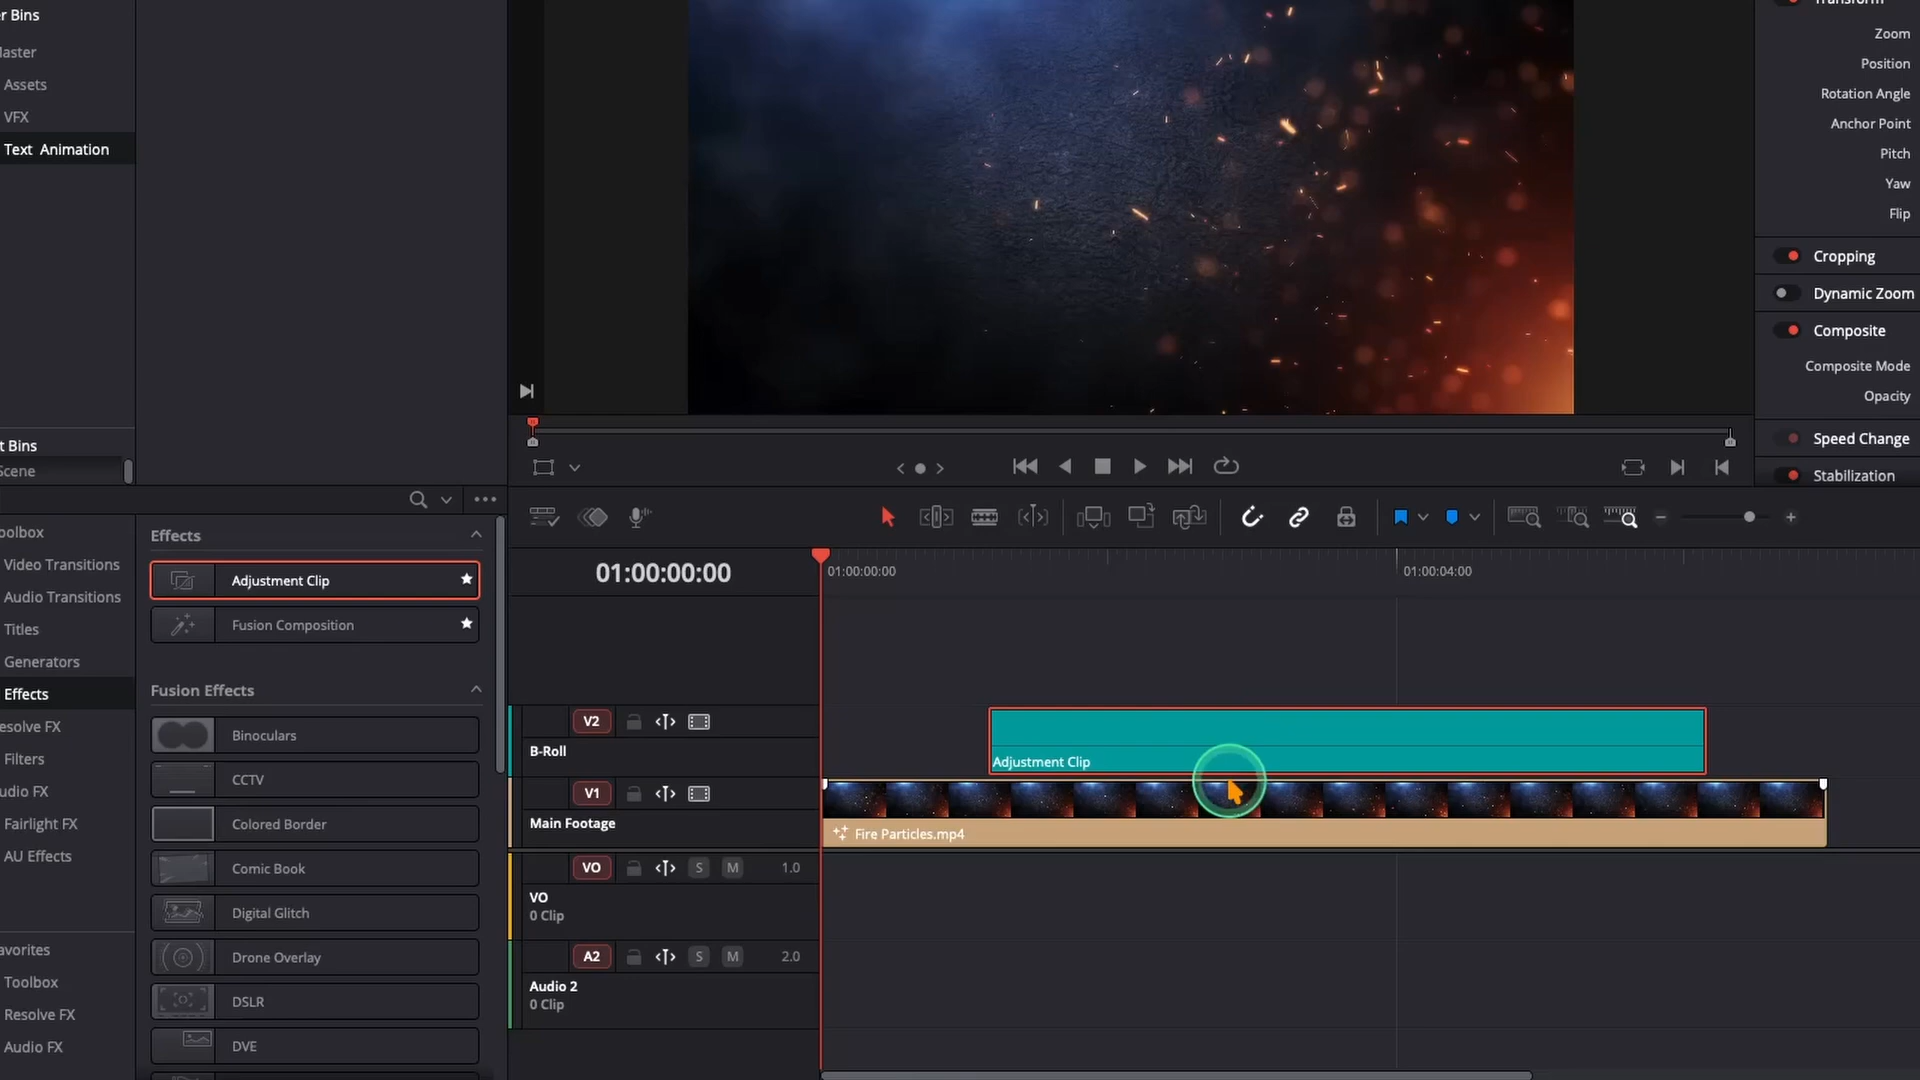 er Bins
Master
Assets
VFX
Text Animation
t Bins
Scene
Transform
Zoom
Position
Rotation Angle
Anchor Point
Pitch
Yaw
Flip
Cropping
Dynamic Zoom
Composite
Composite Mode
Opacity
Speed Change
Stabilization
oolbox
Video Transitions
Audio Transitions
Titles
Generators
Effects
esolve FX
Filters
udio FX
Fairlight FX
AU Effects
avorites
Toolbox
Resolve FX
Audio FX
Effects
Adjustment Clip
Fusion Composition
Fusion Effects
Binoculars
CCTV
Colored Border
Comic Book
Digital Glitch
Drone Overlay
DSLR
DVE
01:00:00:00
01:00:00:00
01:00:04:00
V2
B-Roll
Adjustment Clip
V1
Main Footage
Fire Particles.mp4
VO S M 1.0
VO
0 Clip
A2 S M 2.0
Audio 2
0 Clip